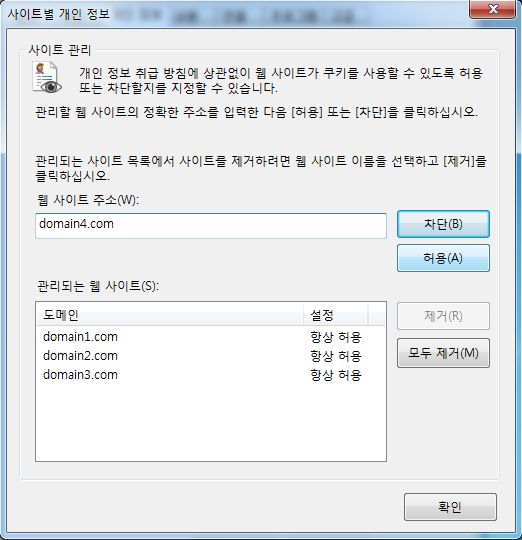 사이트별 개인 정보
사이트 관리
개인 정보 취급 방침에 상관없이 웹 사이트가 쿠키를 사용할 수 있도록 허용
또는 차단할지를 지정할 수 있습니다.
관리할 웹 사이트의 정확한 주소를 입력한 다음 [허용] 또는 [차단]을 클릭하십시오.
관리되는 사이트 목록에서 사이트를 제거하려면 웹 사이트 이름을 선택하고 [제거]를
클릭하십시오.
웹 사이트 주소(W):
domain4.com
차단(B)
허용(A)
관리되는 웹 사이트(S):
도메인 설정
domain1.com 항상 허용
domain2.com 항상 허용
domain3.com 항상 허용
제거(R)
모두 제거(M)
확인